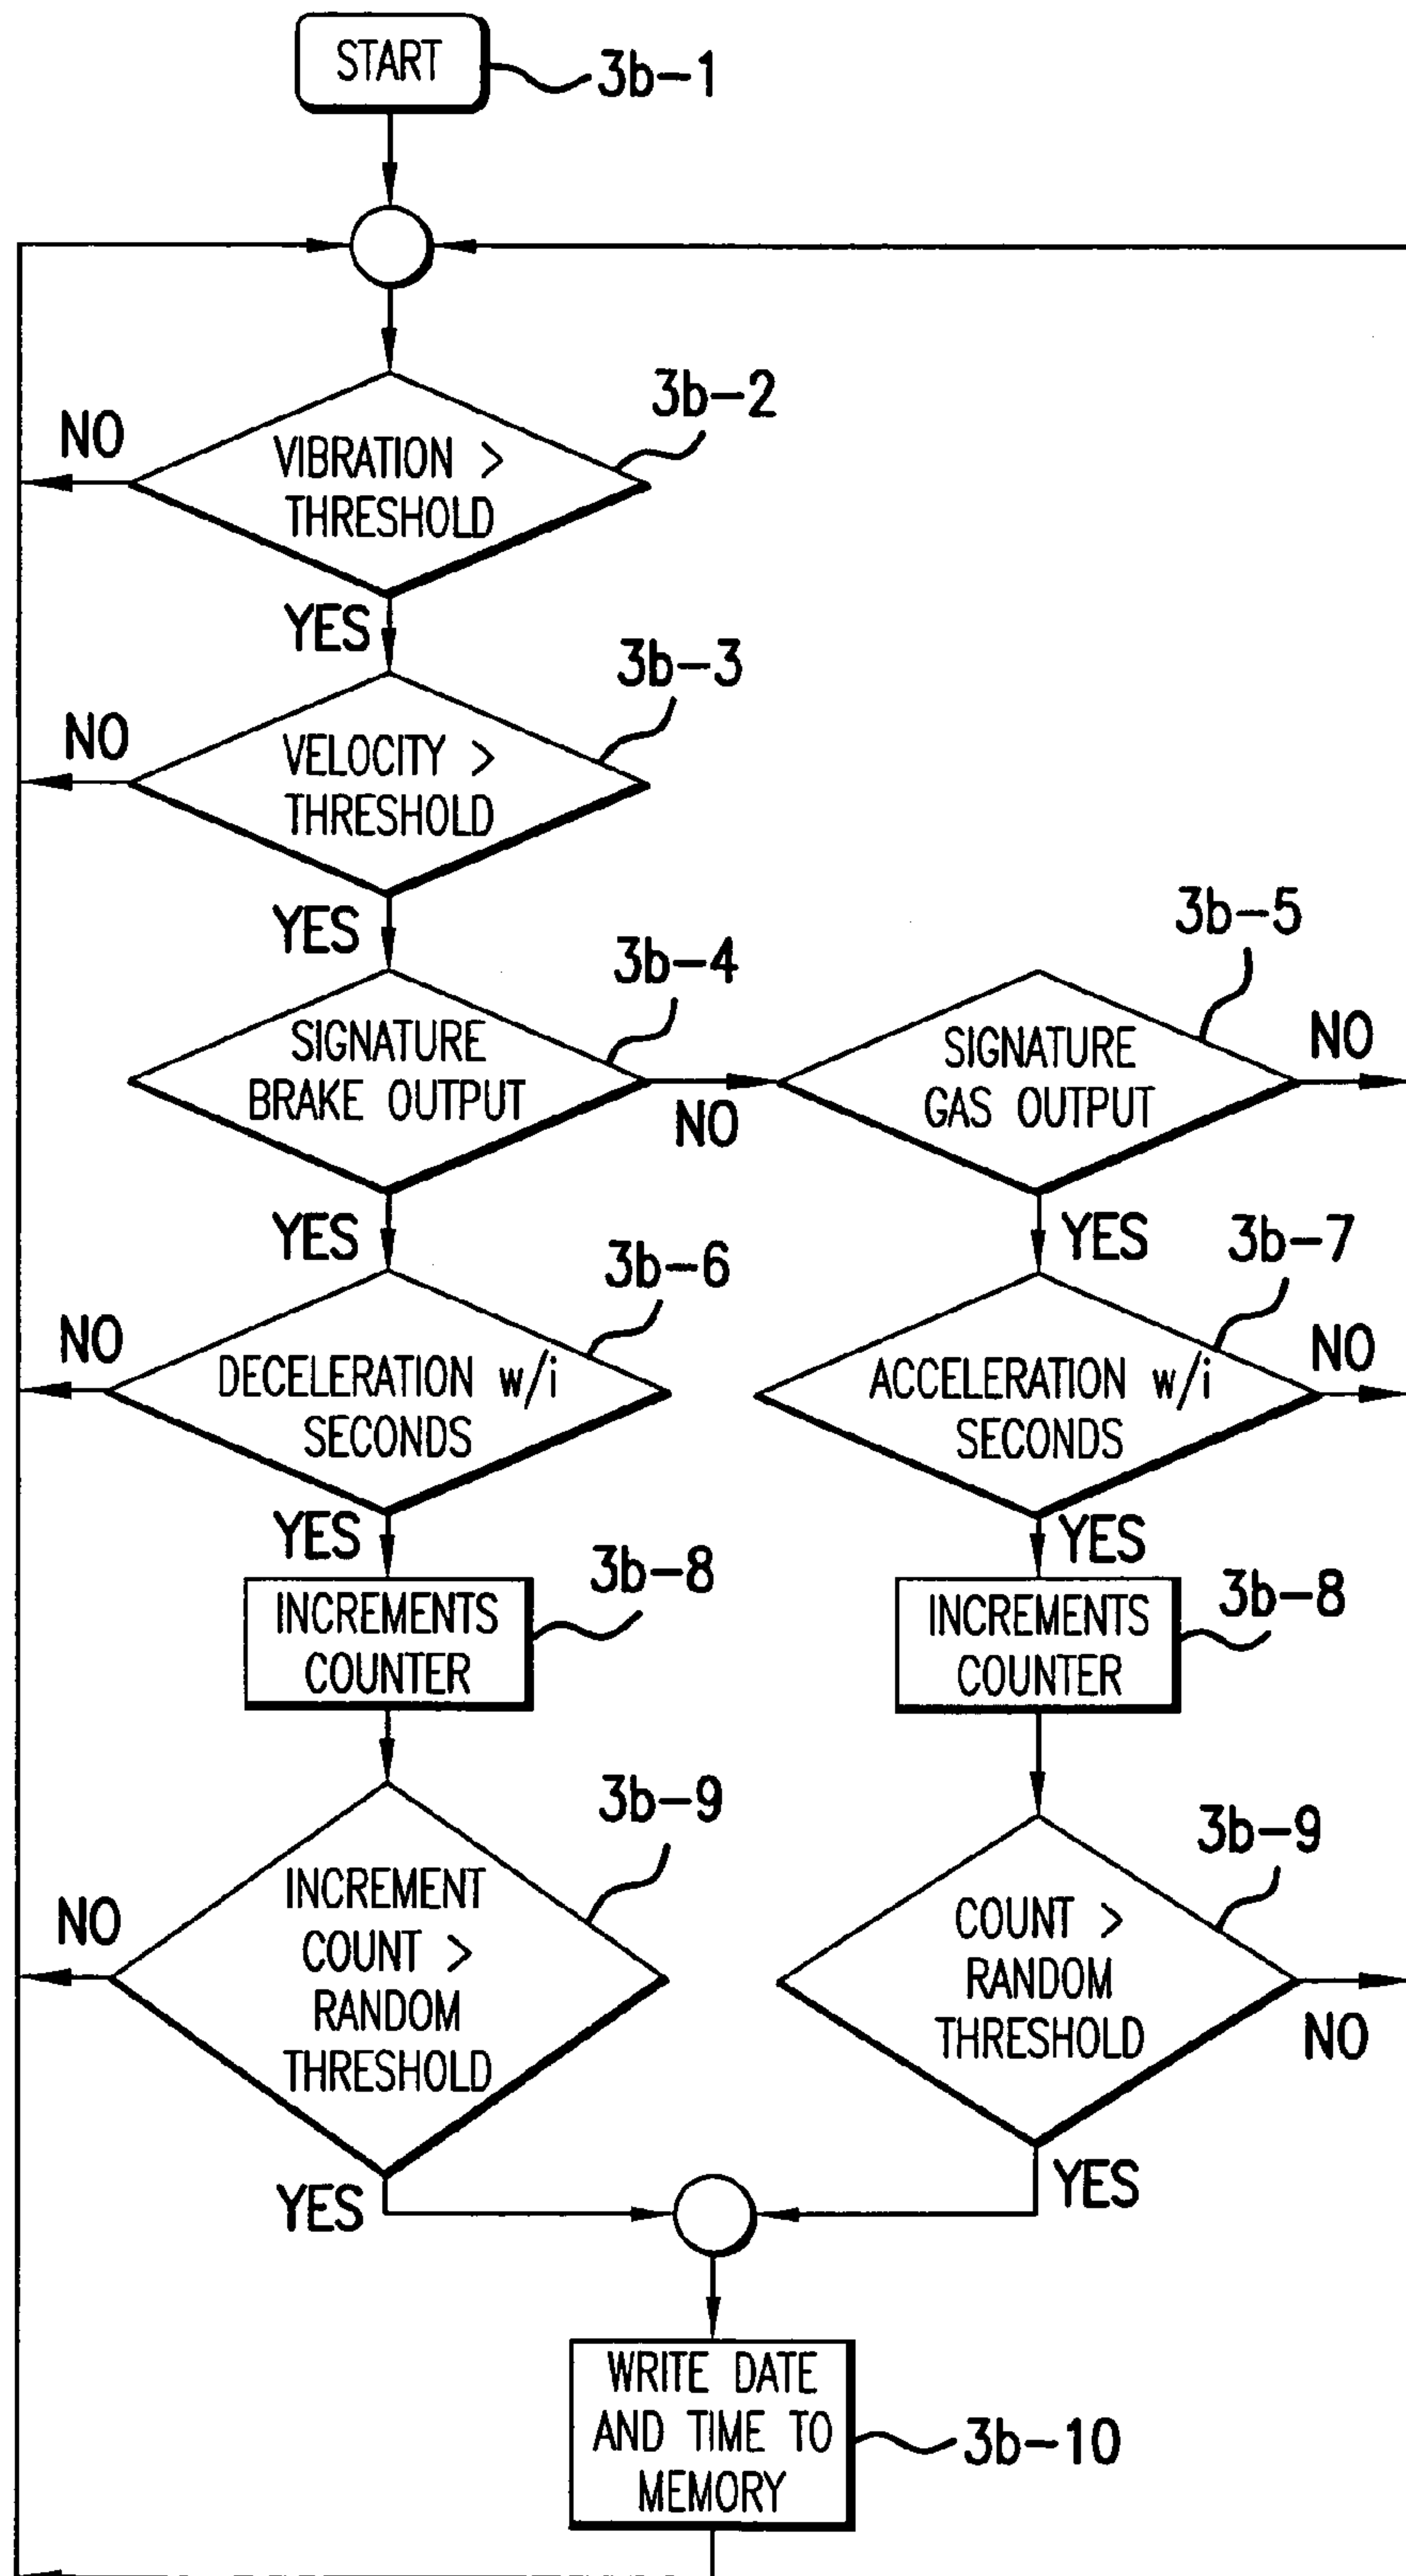 START
3b-1
3b-2
NO
VIBRATION >
THRESHOLD
YES
3b-3
NO
VELOCITY >
THRESHOLD
YES
3b-4
SIGNATURE
BRAKE OUTPUT
NO
3b-5
SIGNATURE
GAS OUTPUT
NO
YES
YES
3b-6
NO
DECELERATION w/i
SECONDS
3b-7
ACCELERATION w/i
SECONDS
NO
YES
YES
INCREMENTS
COUNTER
3b-8
INCREMENTS
COUNTER
3b-8
3b-9
NO
INCREMENT
COUNT >
RANDOM
THRESHOLD
3b-9
COUNT >
RANDOM
THRESHOLD
NO
YES
YES
WRITE DATE
AND TIME TO
MEMORY
3b-10